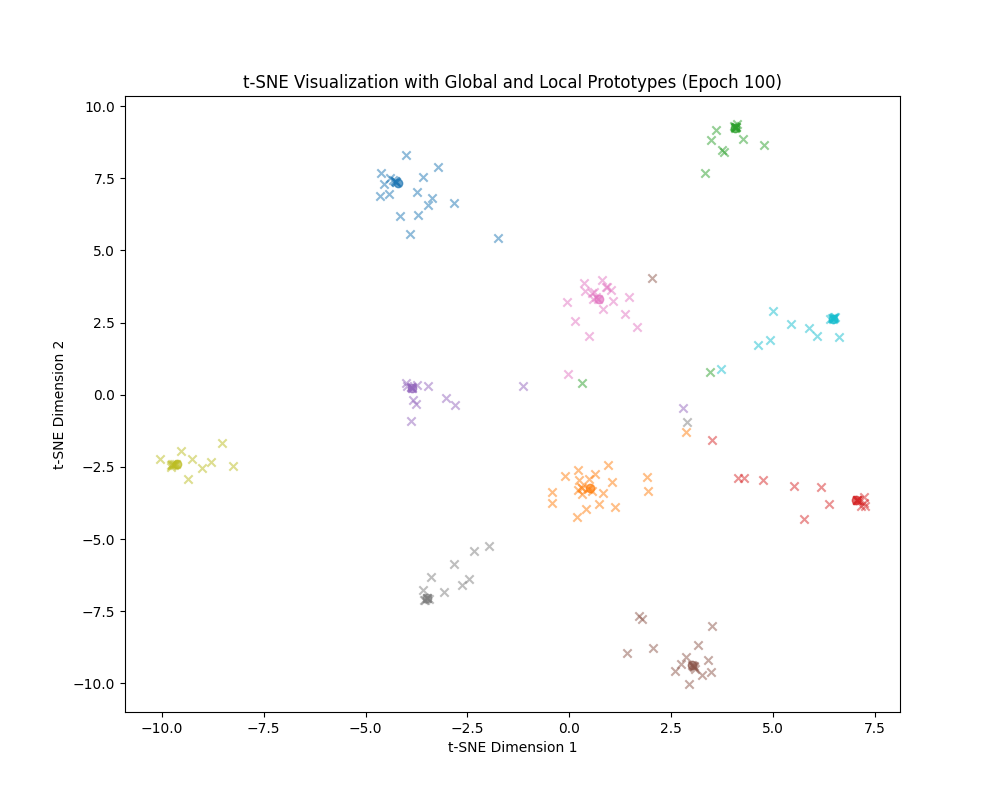 t-SNE Visualization with Global and Local Prototypes (Epoch 100)
10.0
7.5
5.0
2.5
0.0
−2.5
−5.0
−7.5
−10.0
t-SNE Dimension 2
−10.0 −7.5 −5.0 −2.5 0.0 2.5 5.0 7.5
t-SNE Dimension 1